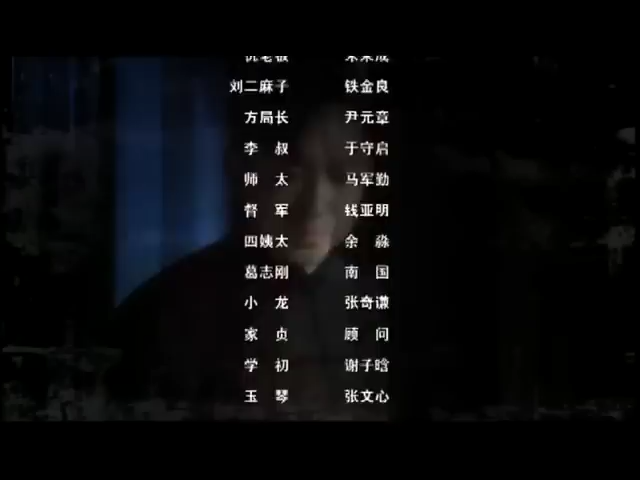 刘二麻子 铁金良
方局长 尹元章
李叔 于守启
师太 马军勤
督军 钱亚明
四姨太 余淼
葛志刚 南国
小龙 张奇谦
家贞 顾问
学初 谢子晗
玉琴 张文心